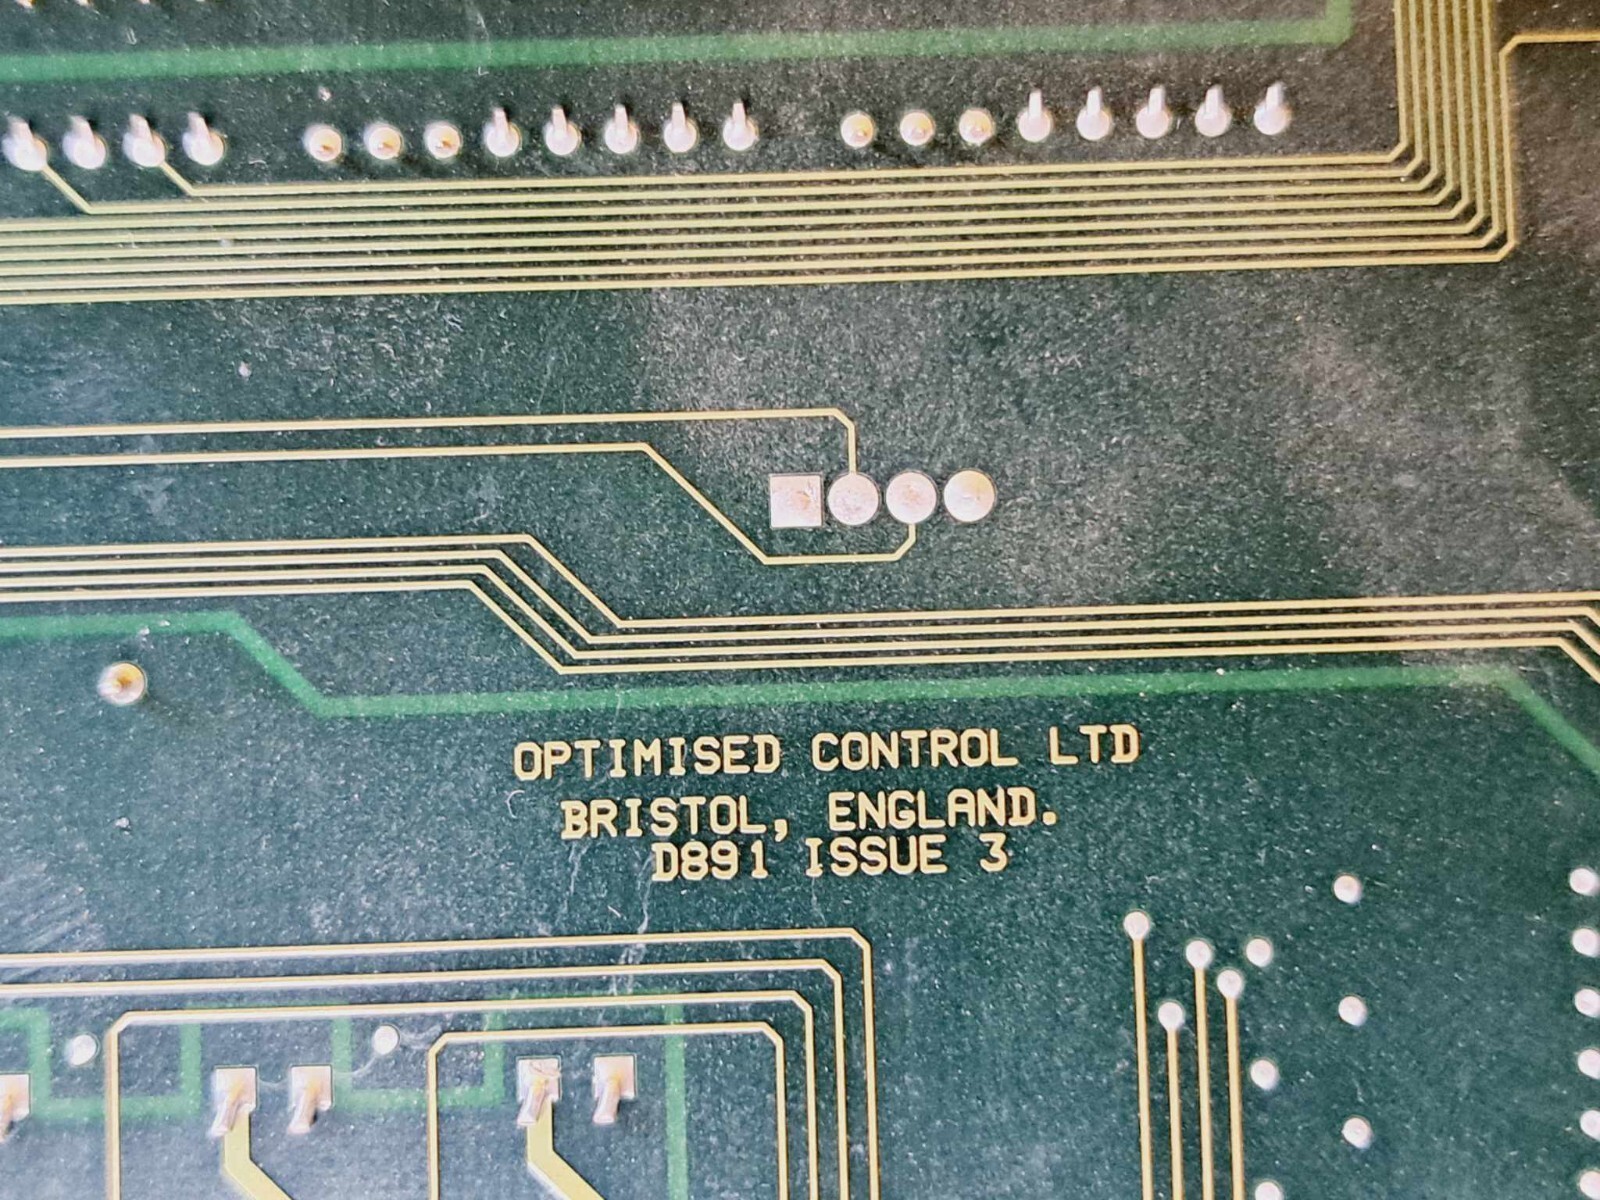 OPTIMISED CONTROL LTD
BRISTOL, ENGLAND.
D891 ISSUE 3